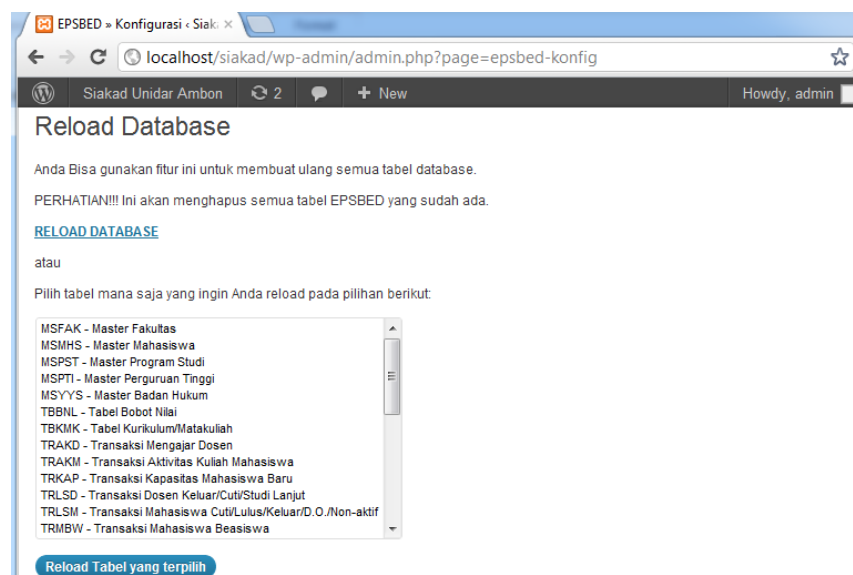 EPSBED » Konfigurasi ‹ Siak
localhost/siakad/wp-admin/admin.php?page=epsbed-konfig
Siakad Unidar Ambon 2 + New Howdy, admin
Reload Database
Anda Bisa gunakan fitur ini untuk membuat ulang semua tabel database.
PERHATIAN!!! Ini akan menghapus semua tabel EPSBED yang sudah ada.
RELOAD DATABASE
atau
Pilih tabel mana saja yang ingin Anda reload pada pilihan berikut:
MSFAK - Master Fakultas
MSMHS - Master Mahasiswa
MSPST - Master Program Studi
MSPTI - Master Perguruan Tinggi
MSYYS - Master Badan Hukum
TBBNL - Tabel Bobot Nilai
TBKMK - Tabel Kurikulum/Matakuliah
TRAKD - Transaksi Mengajar Dosen
TRAKM - Transaksi Aktivitas Kuliah Mahasiswa
TRKAP - Transaksi Kapasitas Mahasiswa Baru
TRLSD - Transaksi Dosen Keluar/Cuti/Studi Lanjut
TRLSM - Transaksi Mahasiswa Cuti/Lulus/Keluar/D.O./Non-aktif
TRMBW - Transaksi Mahasiswa Beasiswa
Reload Tabel yang terpilih